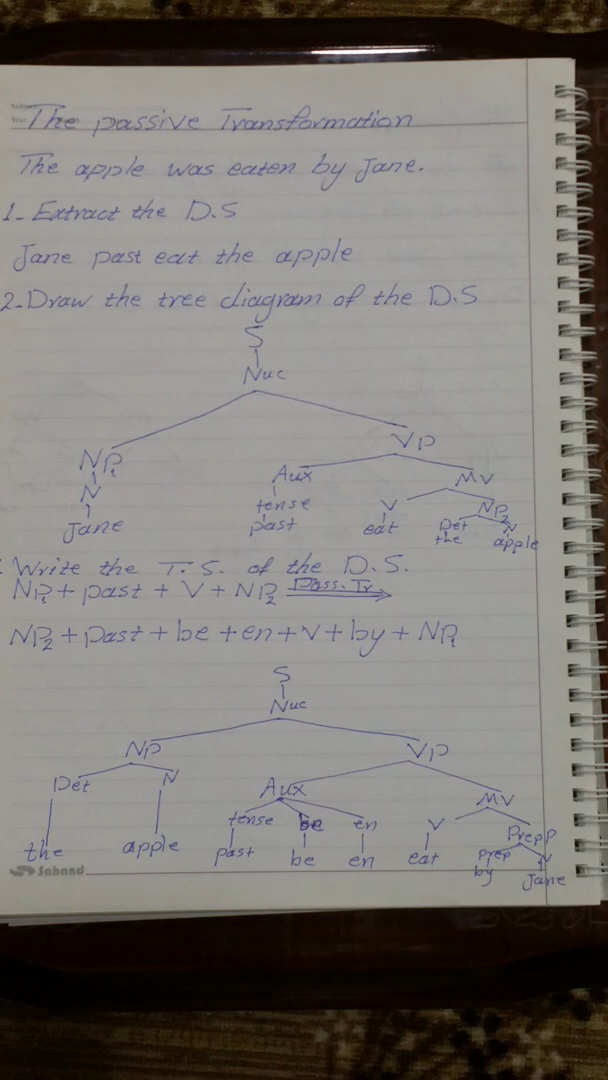 The passive Transformation
The apple was eaten by Jane.
1- Extract the D.S
Jane past eat the apple
2-Draw the tree diagram of the D.S
S
Nuc
NP1 VP
Aux MV
N tense V NP2
Jane past eat Det N
the apple
Write the T.S. of the D.S.
NP1 + past + V + NP2 Pass. Tr
NP2 + past + be + en + V + by + NP1
S
Nuc
NP VP
Det N Aux MV
tense be en V Prep P
the apple past be en eat prep N
by Jane
Sahand